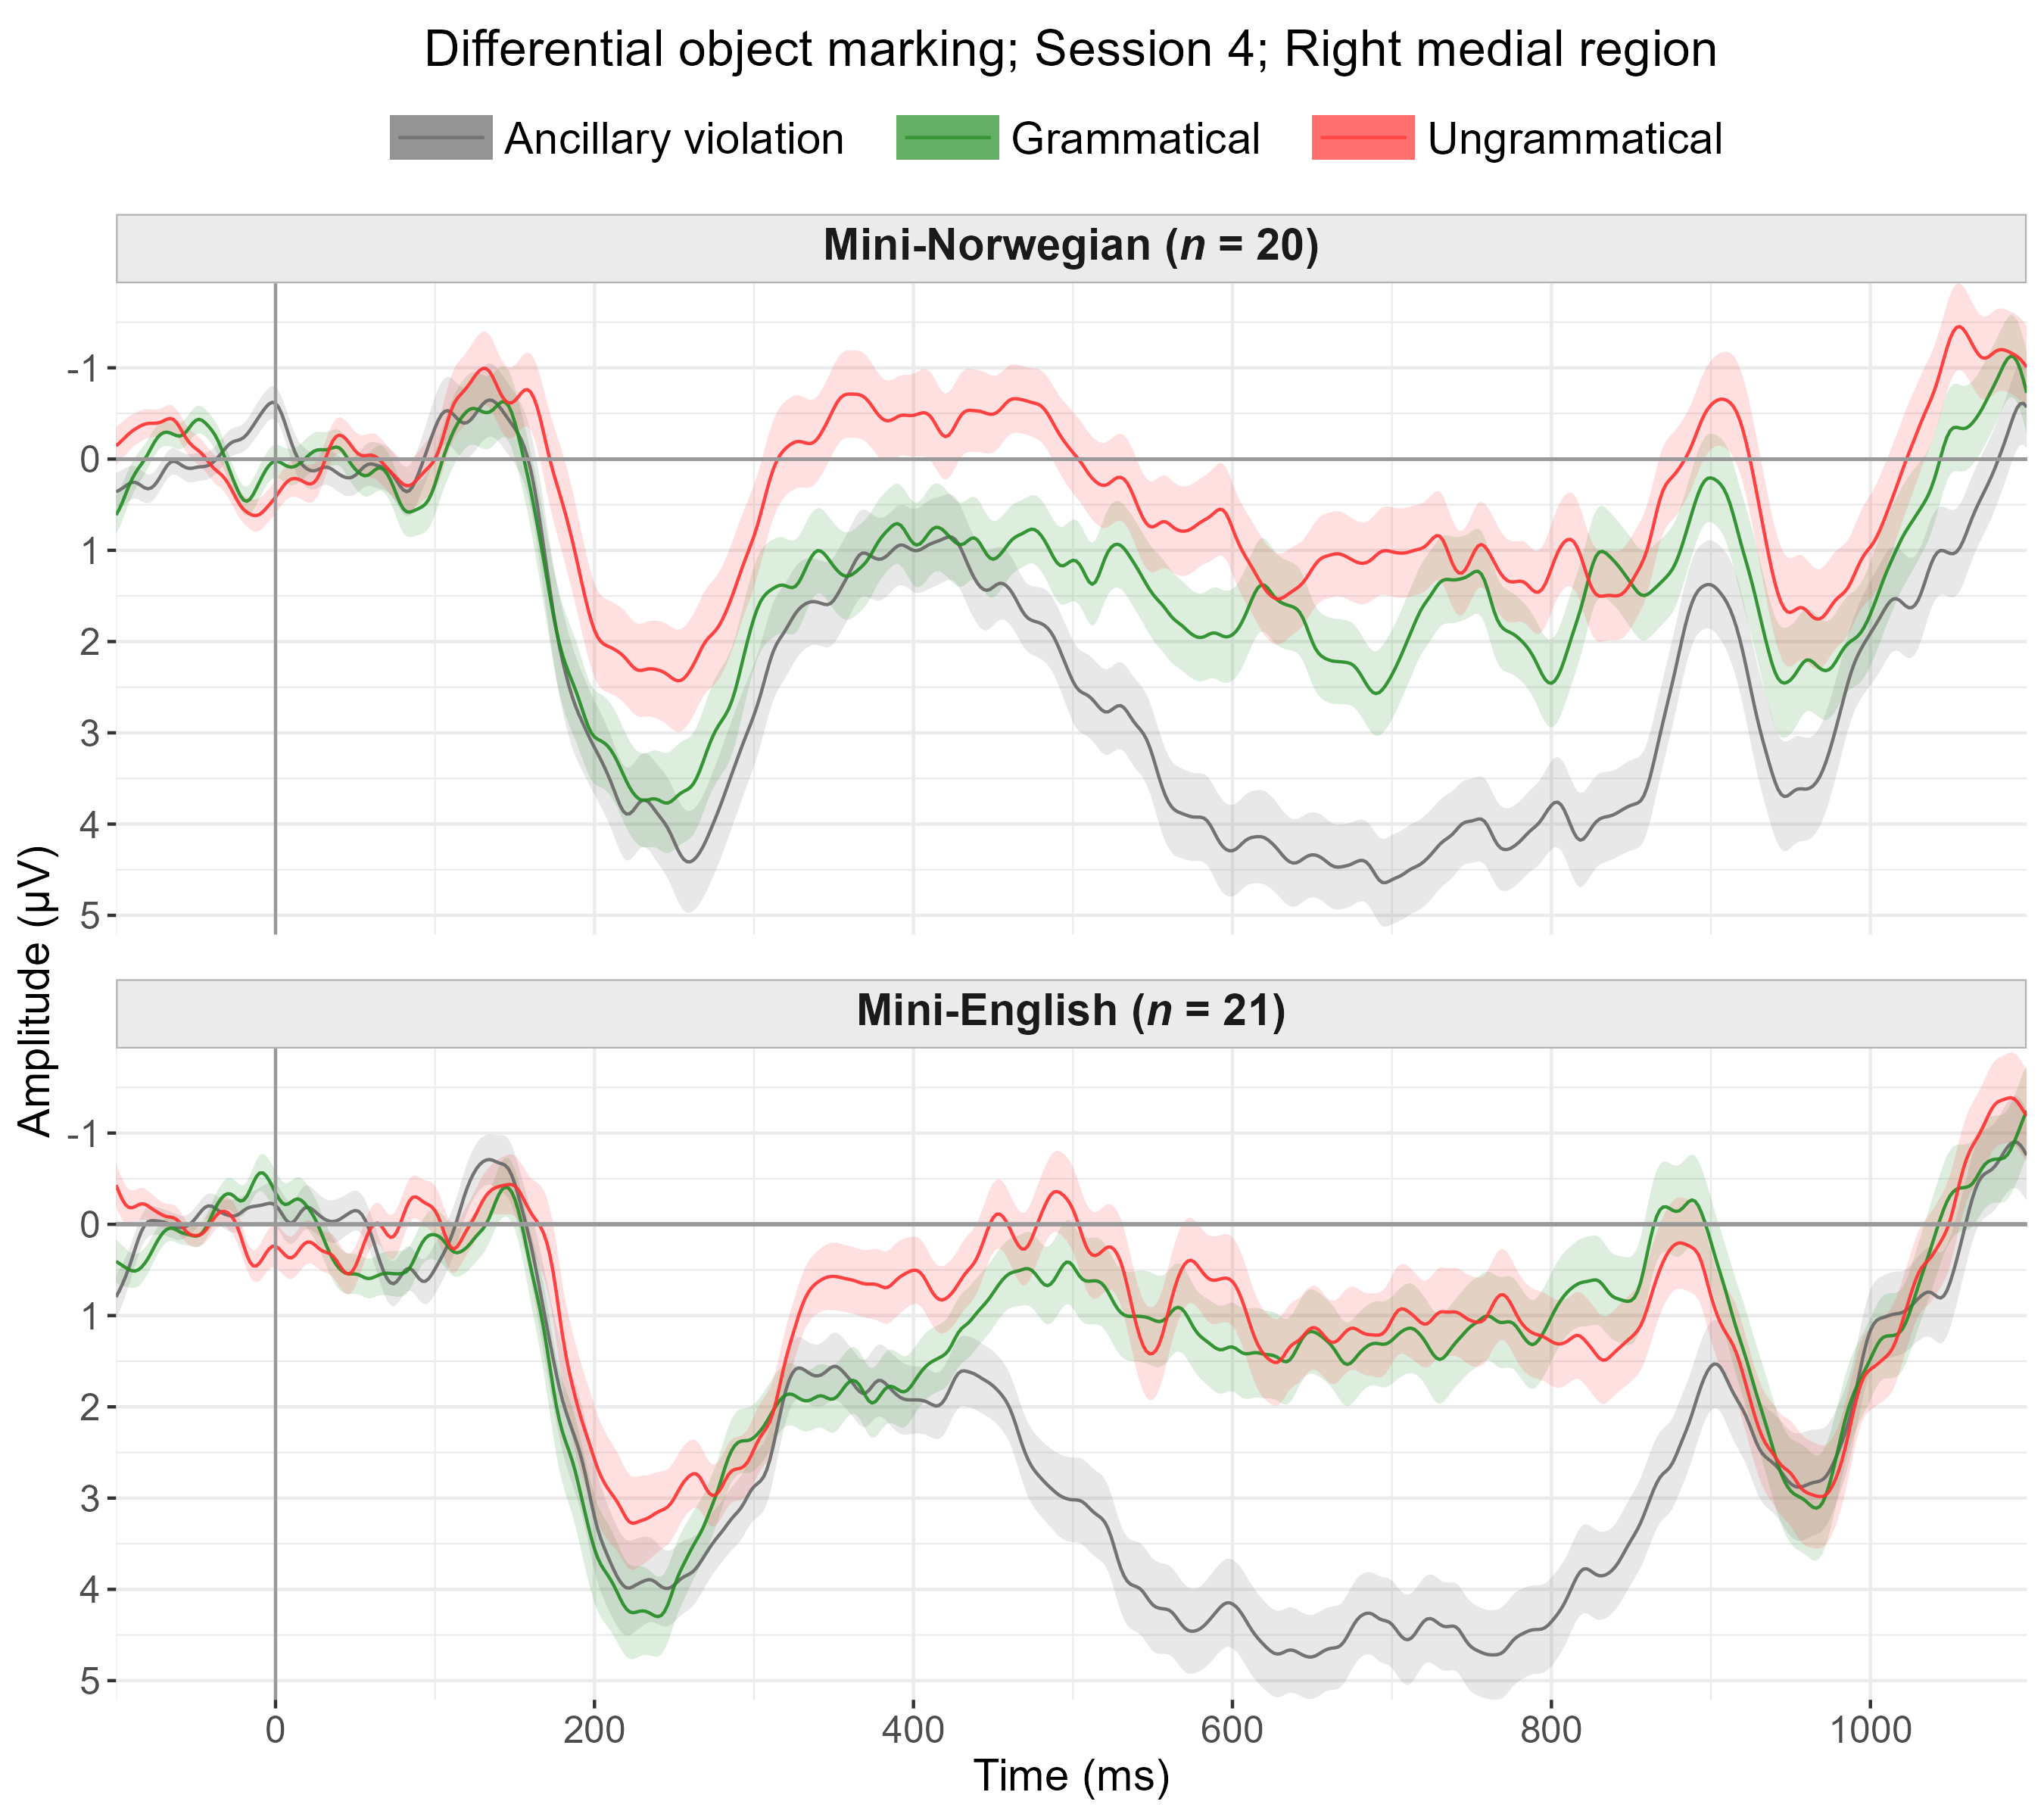 Differential object marking; Session 4; Right medial region
Ancillary violation Grammatical Ungrammatical
Mini-Norwegian (n = 20)
-1
0
1
2
3
4
5
Amplitude (µV)
Mini-English (n = 21)
-1
0
1
2
3
4
5
0 200 400 600 800 1000
Time (ms)